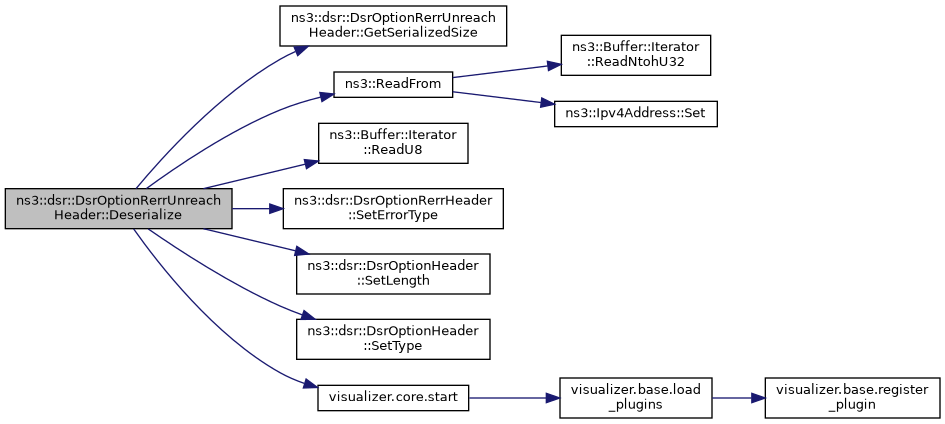 ns3::dsr::DsrOptionRerrUnreach
Header::GetSerializedSize
ns3::Buffer::Iterator
::ReadNtohU32
ns3::ReadFrom
ns3::Ipv4Address::Set
ns3::Buffer::Iterator
::ReadU8
ns3::dsr::DsrOptionRerrUnreach
Header::Deserialize
ns3::dsr::DsrOptionRerrHeader
::SetErrorType
ns3::dsr::DsrOptionHeader
::SetLength
ns3::dsr::DsrOptionHeader
::SetType
visualizer.core.start
visualizer.base.load
_plugins
visualizer.base.register
_plugin